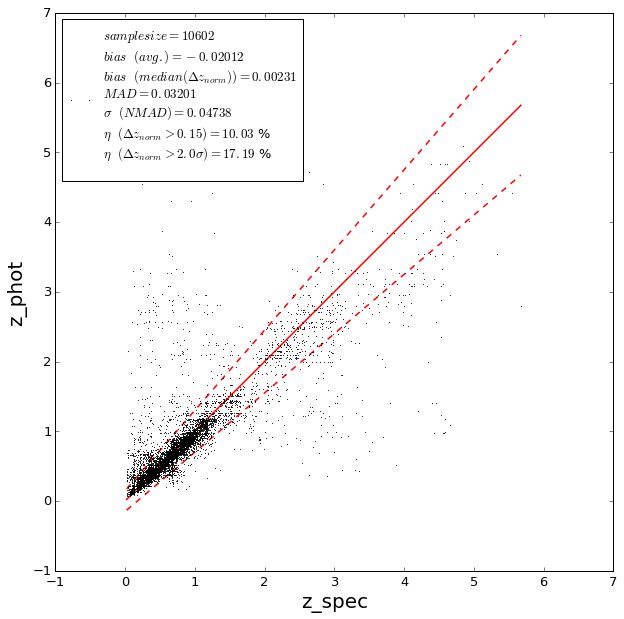 samplesize = 10602
bias (avg.) = −0.02012
bias (median(Δz_norm)) = 0.00231
MAD = 0.03201
σ (NMAD) = 0.04738
η (Δz_norm > 0.15) = 10.03 %
η (Δz_norm > 2.0σ) = 17.19 %
7
6
5
4
3
2
1
0
−1
z_phot
−1 0 1 2 3 4 5 6 7
z_spec